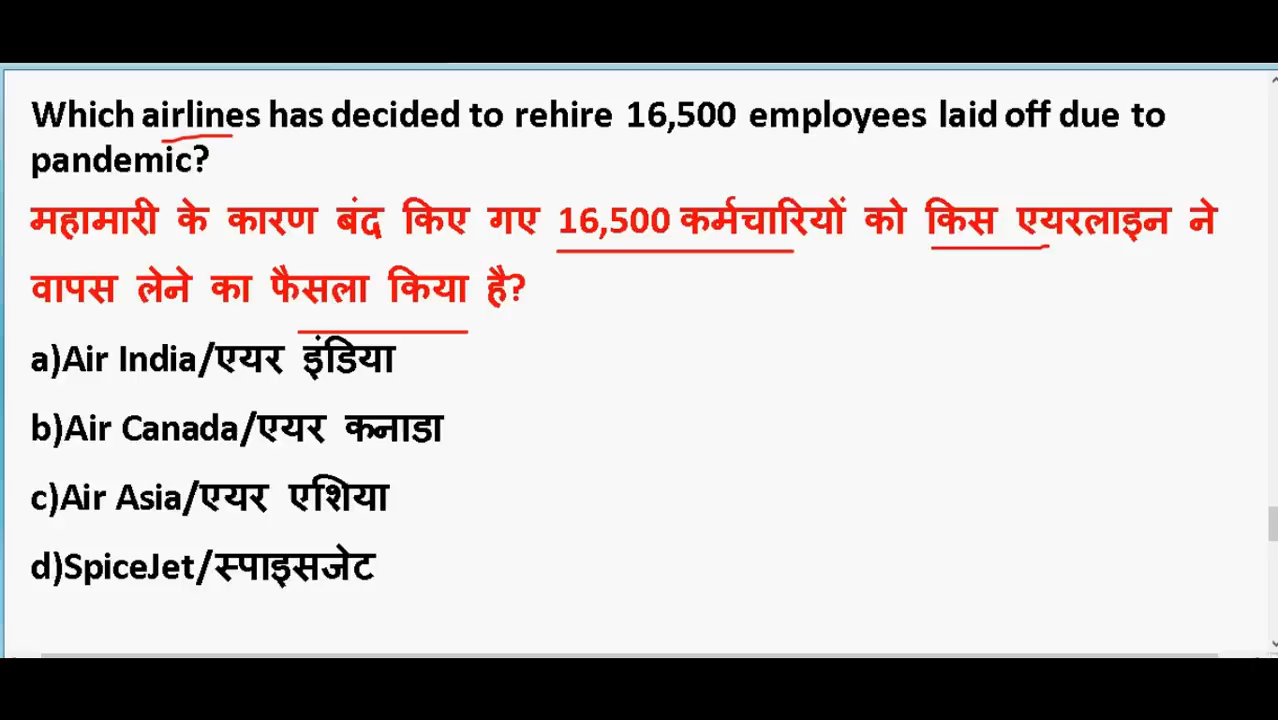 Which airlines has decided to rehire 16,500 employees laid off due to
pandemic?
महामारी के कारण बंद किए गए 16,500 कर्मचारियों को किस एयरलाइन ने
वापस लेने का फैसला किया है?
a)Air India/एयर इंडिया
b)Air Canada/एयर कनाडा
c)Air Asia/एयर एशिया
d)SpiceJet/स्पाइसजेट